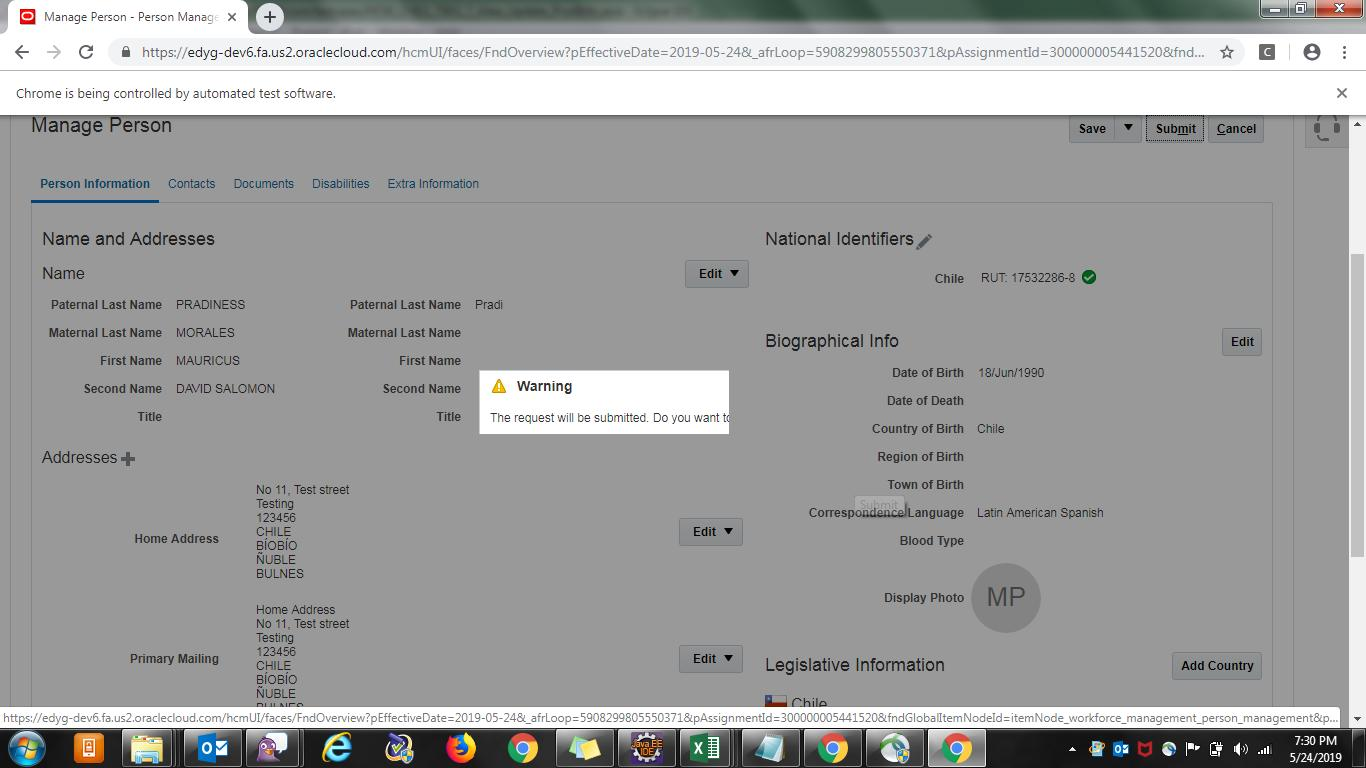 Manage Person - Person Manage
https://edyg-dev6.fa.us2.oraclecloud.com/hcmUI/faces/FndOverview?pEffectiveDate=2019-05-24&_afrLoop=5908299805550371&pAssignmentId=300000005441520&fnd...
C
Chrome is being controlled by automated test software.
Manage Person
Save Submit Cancel
Person Information Contacts Documents Disabilities Extra Information
Name and Addresses
Name
Edit
Paternal Last Name PRADINESS Paternal Last Name Pradi
Maternal Last Name MORALES Maternal Last Name
First Name MAURICUS First Name
Second Name DAVID SALOMON Second Name
Title Title
Warning
The request will be submitted. Do you want to
Addresses
Home Address
No 11, Test street
Testing
123456
CHILE
BÍOBÍO
ÑUBLE
BULNES
Edit
Primary Mailing
Home Address
No 11, Test street
Testing
123456
CHILE
BÍOBÍO
ÑUBLE
BULNES
Edit
National Identifiers
Chile RUT: 17532286-8
Biographical Info
Edit
Date of Birth 18/Jun/1990
Date of Death
Country of Birth Chile
Region of Birth
Town of Birth
Submit
Correspondence Language Latin American Spanish
Blood Type
Display Photo MP
Legislative Information
Add Country
Chile
https://edyg-dev6.fa.us2.oraclecloud.com/hcmUI/faces/FndOverview?pEffectiveDate=2019-05-24&_afrLoop=5908299805550371&pAssignmentId=300000005441520&fndGlobalItemNodeId=itemNode_workforce_management_person_management&p...
Java EE
IDE
7:30 PM
5/24/2019